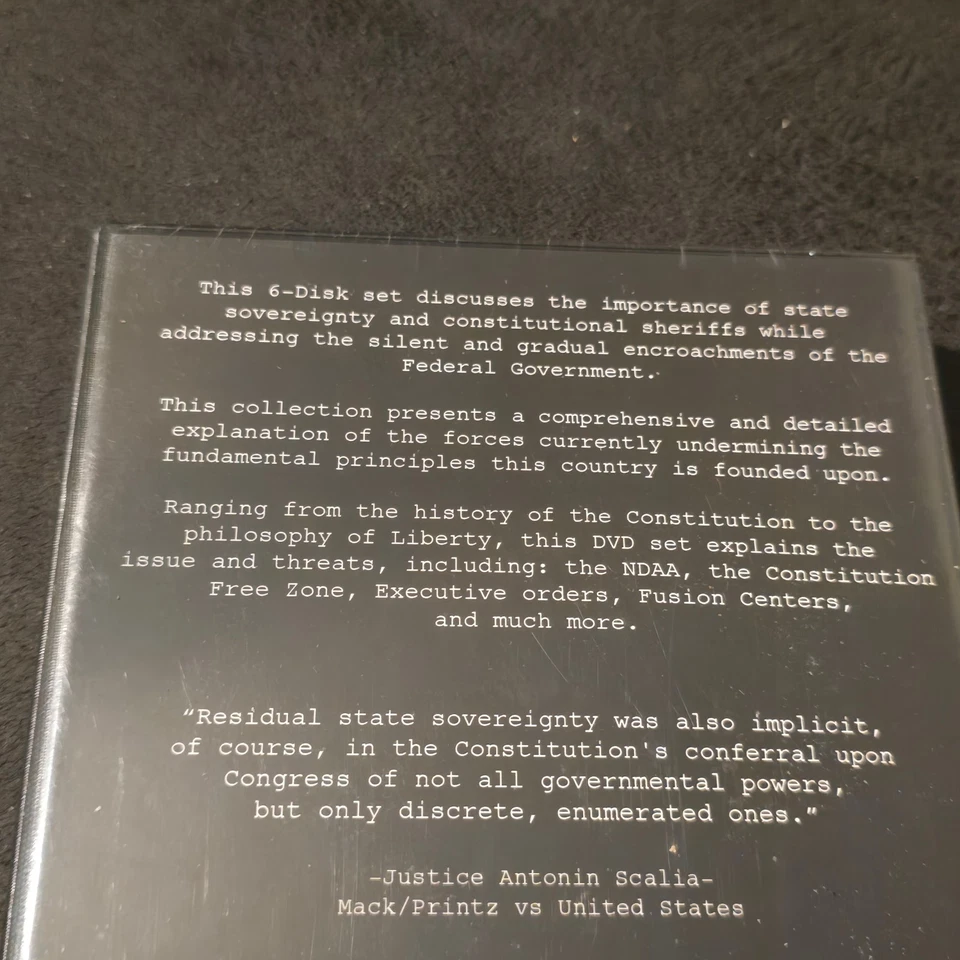 This 6-Disk set discusses the importance of state
sovereignty and constitutional sheriffs while
addressing the silent and gradual encroachments of the
Federal Government.
This collection presents a comprehensive and detailed
explanation of the forces currently undermining the
fundamental principles this country is founded upon.
Ranging from the history of the Constitution to the
philosophy of Liberty, this DVD set explains the
issue and threats, including: the NDAA, the Constitution
Free Zone, Executive orders, Fusion Centers,
and much more.
“Residual state sovereignty was also implicit,
of course, in the Constitution's conferral upon
Congress of not all governmental powers,
but only discrete, enumerated ones.”
-Justice Antonin Scalia-
Mack/Printz vs United States